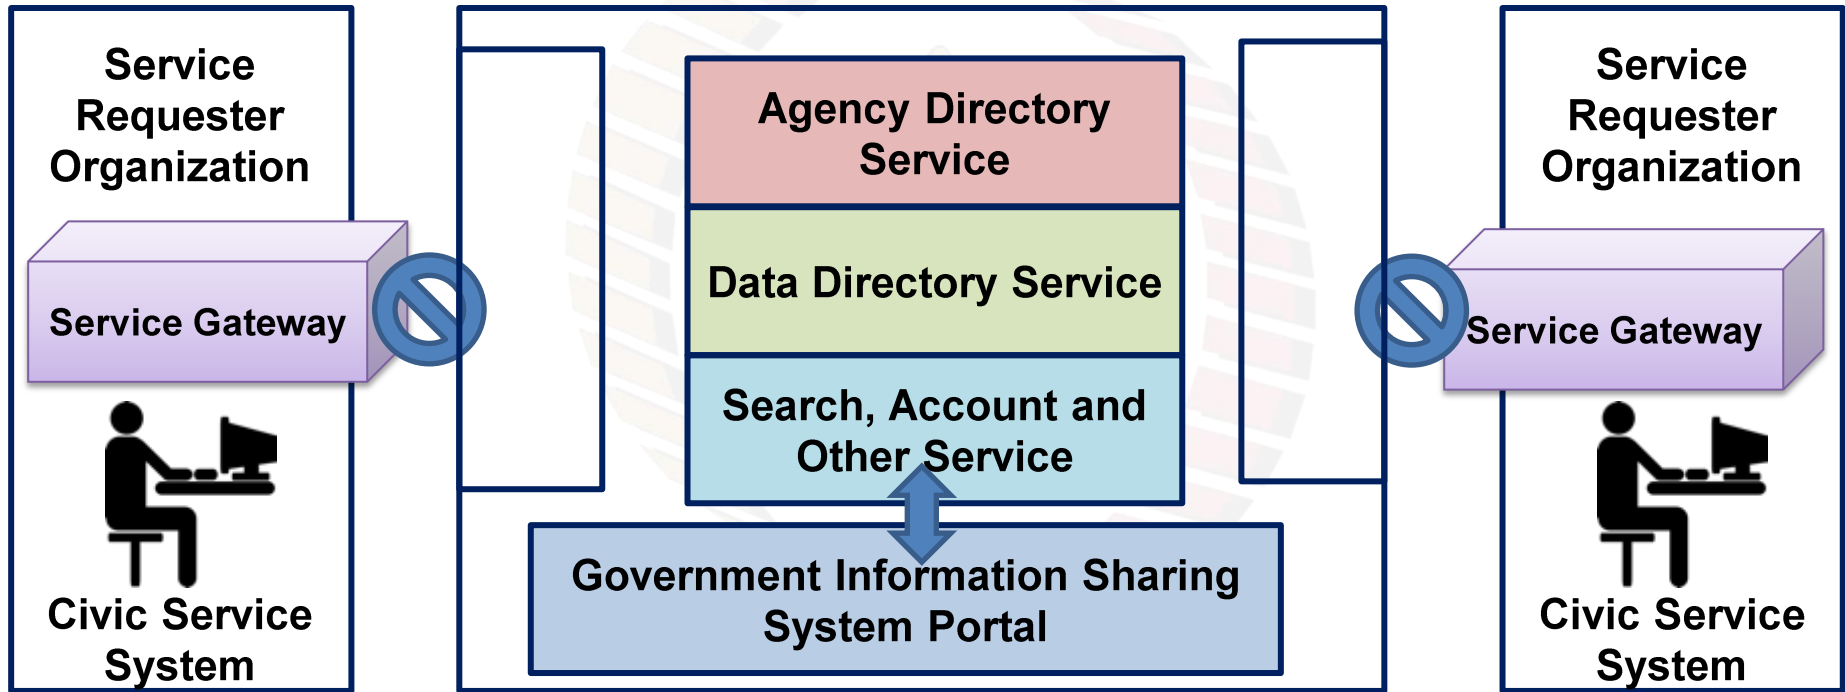 Service
Requester
Organization
Service Gateway
Civic Service
System
Agency Directory
Service
Data Directory Service
Search, Account and
Other Service
Government Information Sharing
System Portal
Service
Requester
Organization
Service Gateway
Civic Service
System